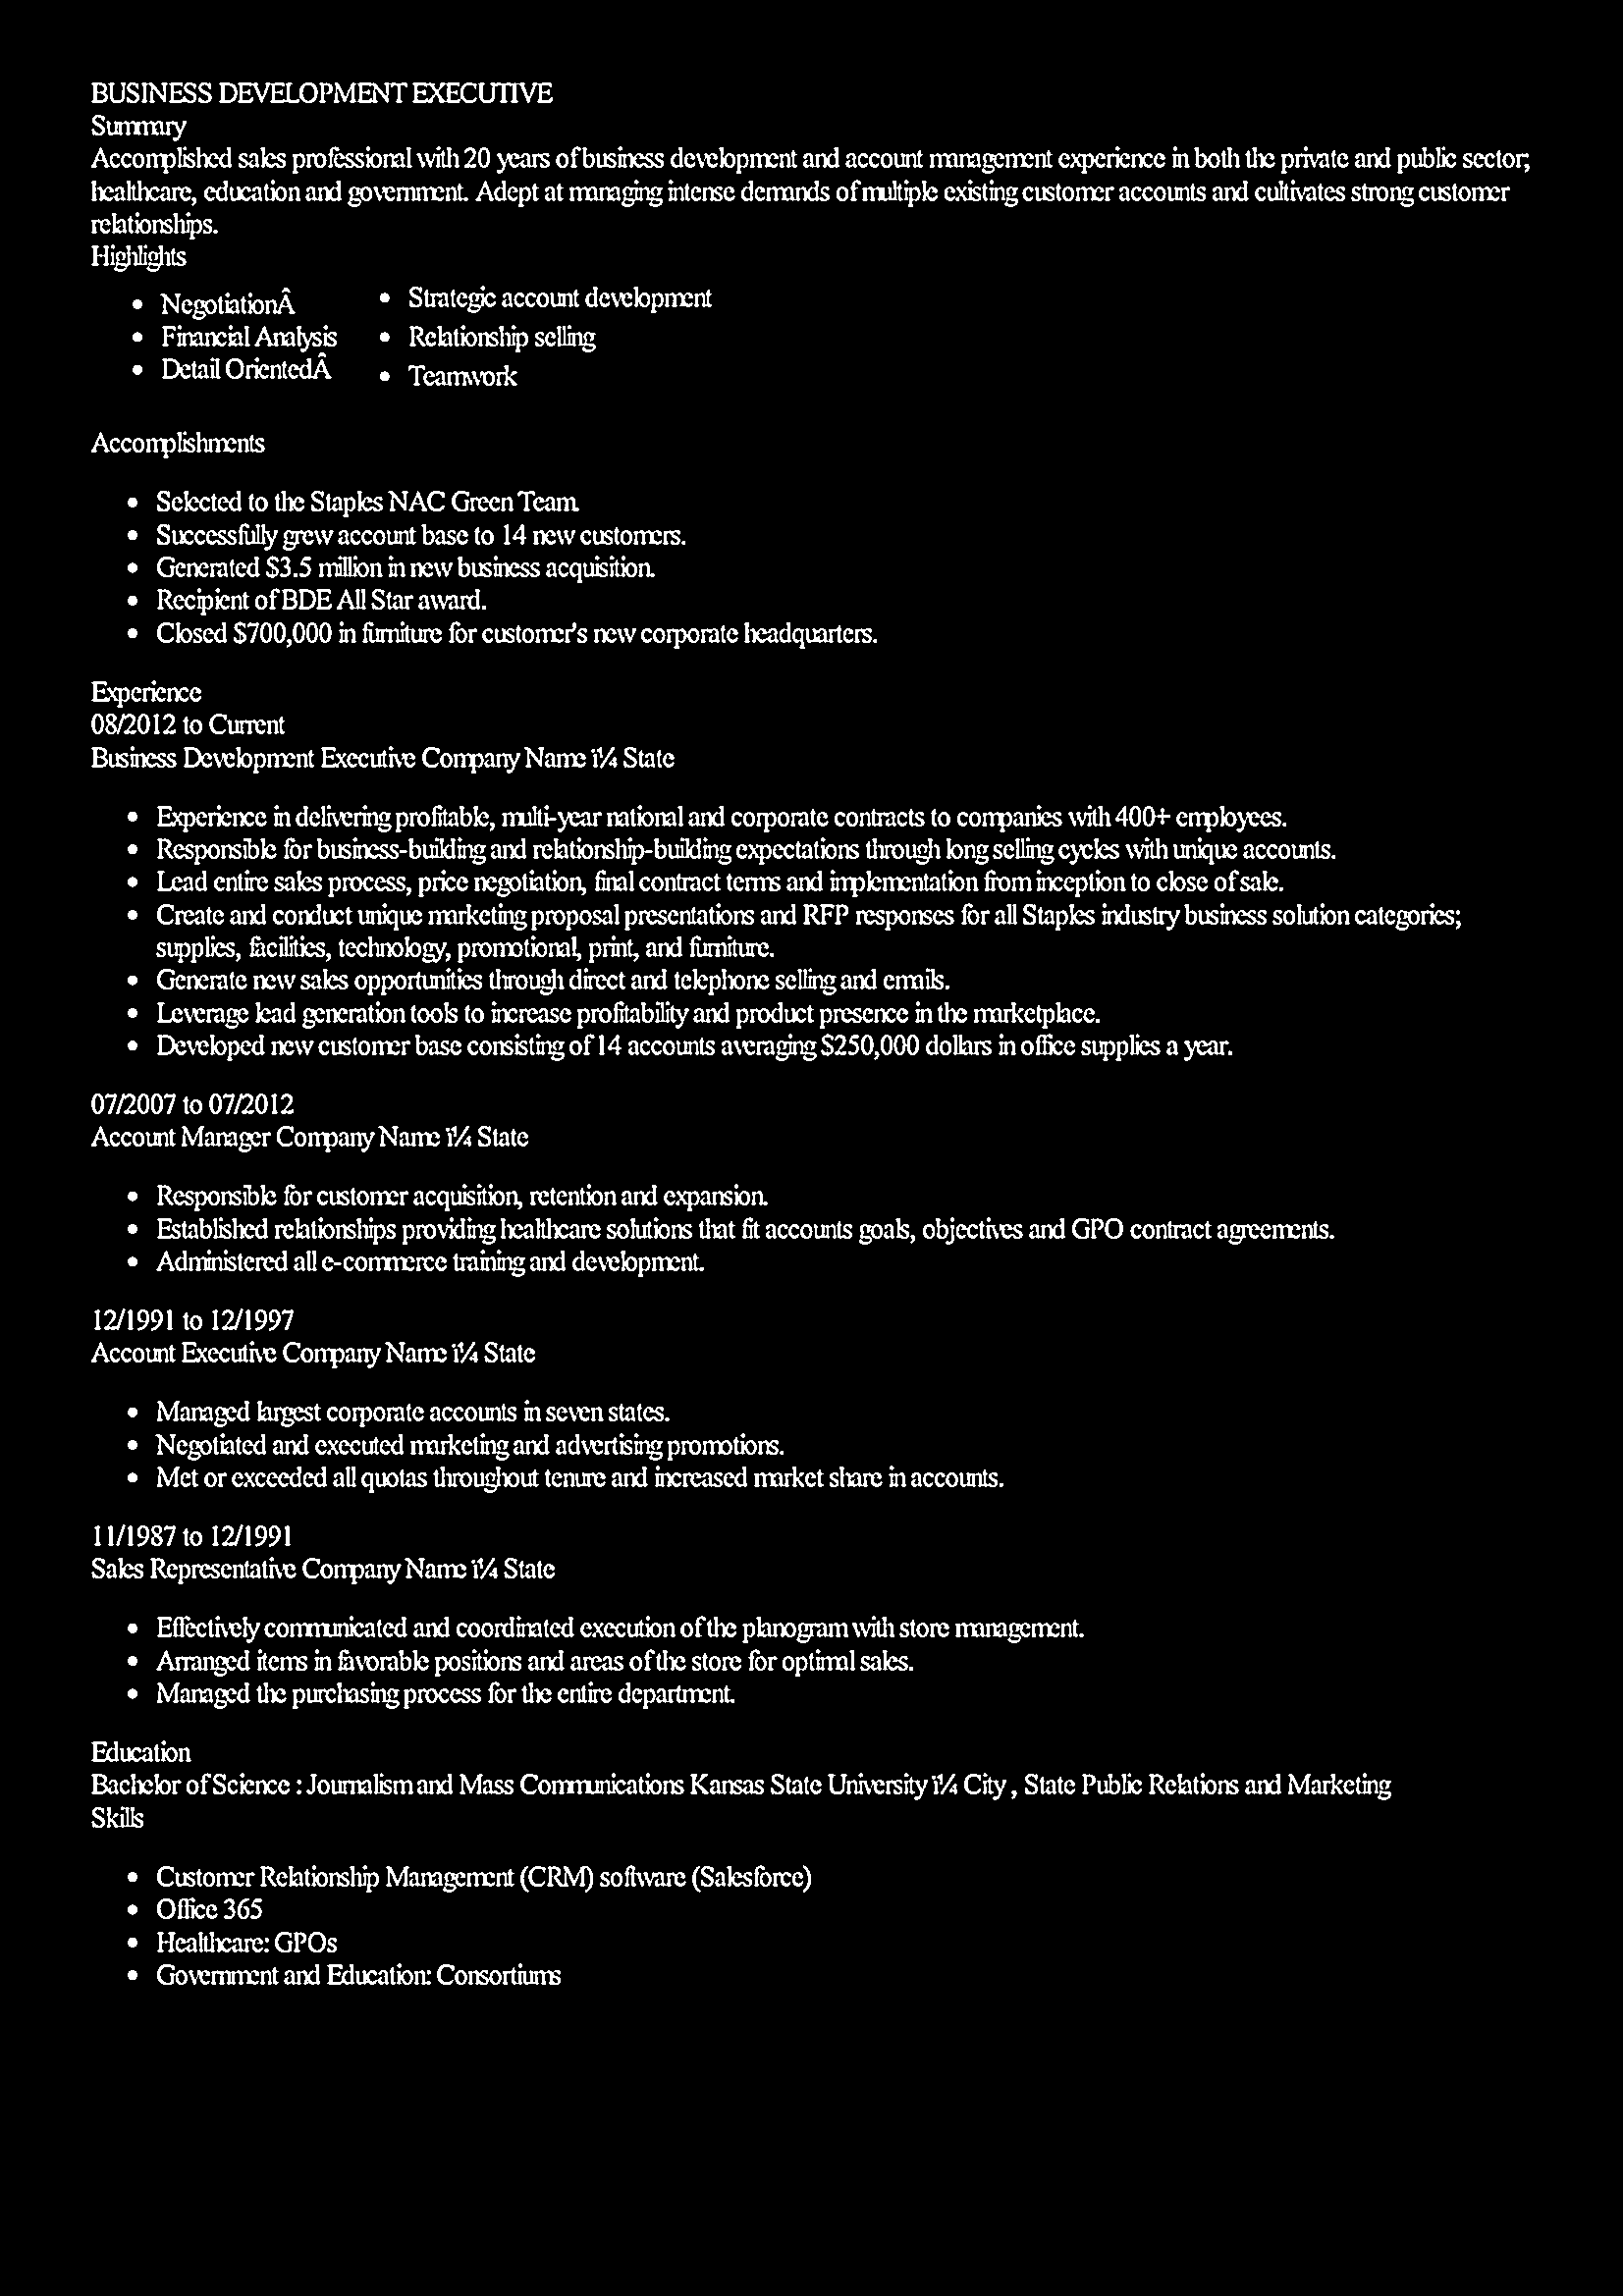 BUSINESS DEVELOPMENT EXECUTIVE
Summary
Accomplished sales professional with 20 years of business development and account management experience in both the private and public sector;
healthcare, education and government. Adept at managing intense demands of multiple existing customer accounts and cultivates strong customer
relationships.
Highlights
• NegotiationÂ
• Financial Analysis
• Detail OrientedÂ
• Strategic account development
• Relationship selling
• Teamwork
Accomplishments
• Selected to the Staples NAC Green Team.
• Successfully grew account base to 14 new customers.
• Generated $3.5 million in new business acquisition.
• Recipient of BDE All Star award.
• Closed $700,000 in furniture for customer's new corporate headquarters.
Experience
08/2012 to Current
Business Development Executive Company Name ï¼ State
• Experience in delivering profitable, multi-year national and corporate contracts to companies with 400+ employees.
• Responsible for business-building and relationship-building expectations through long selling cycles with unique accounts.
• Lead entire sales process, price negotiation, final contract terms and implementation from inception to close of sale.
• Create and conduct unique marketing proposal presentations and RFP responses for all Staples industry business solution categories;
supplies, facilities, technology, promotional, print, and furniture.
• Generate new sales opportunities through direct and telephone selling and emails.
• Leverage lead generation tools to increase profitability and product presence in the marketplace.
• Developed new customer base consisting of 14 accounts averaging $250,000 dollars in office supplies a year.
07/2007 to 07/2012
Account Manager Company Name ï¼ State
• Responsible for customer acquisition, retention and expansion.
• Established relationships providing healthcare solutions that fit accounts goals, objectives and GPO contract agreements.
• Administered all e-commerce training and development.
12/1991 to 12/1997
Account Executive Company Name ï¼ State
• Managed largest corporate accounts in seven states.
• Negotiated and executed marketing and advertising promotions.
• Met or exceeded all quotas throughout tenure and increased market share in accounts.
11/1987 to 12/1991
Sales Representative Company Name ï¼ State
• Effectively communicated and coordinated execution of the planogram with store management.
• Arranged items in favorable positions and areas of the store for optimal sales.
• Managed the purchasing process for the entire department.
Education
Bachelor of Science : Journalism and Mass Communications Kansas State University ï¼ City , State Public Relations and Marketing
Skills
• Customer Relationship Management (CRM) software (Salesforce)
• Office 365
• Healthcare: GPOs
• Government and Education: Consortiums